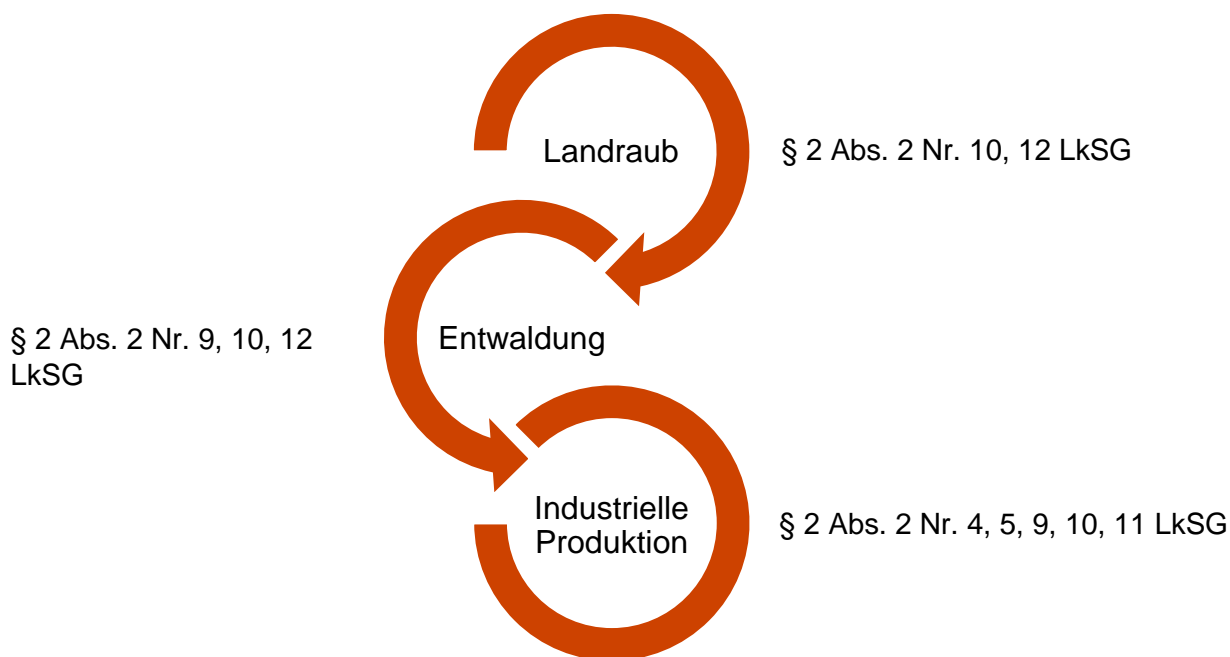 Landraub
§ 2 Abs. 2 Nr. 10, 12 LkSG
§ 2 Abs. 2 Nr. 9, 10, 12
LkSG
Entwaldung
Industrielle
Produktion
§ 2 Abs. 2 Nr. 4, 5, 9, 10, 11 LkSG